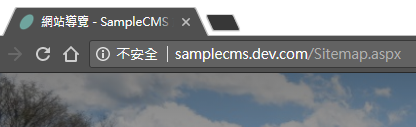 網站導覽 - SampleCMS
不安全 | samplecms.dev.com/Sitemap.aspx